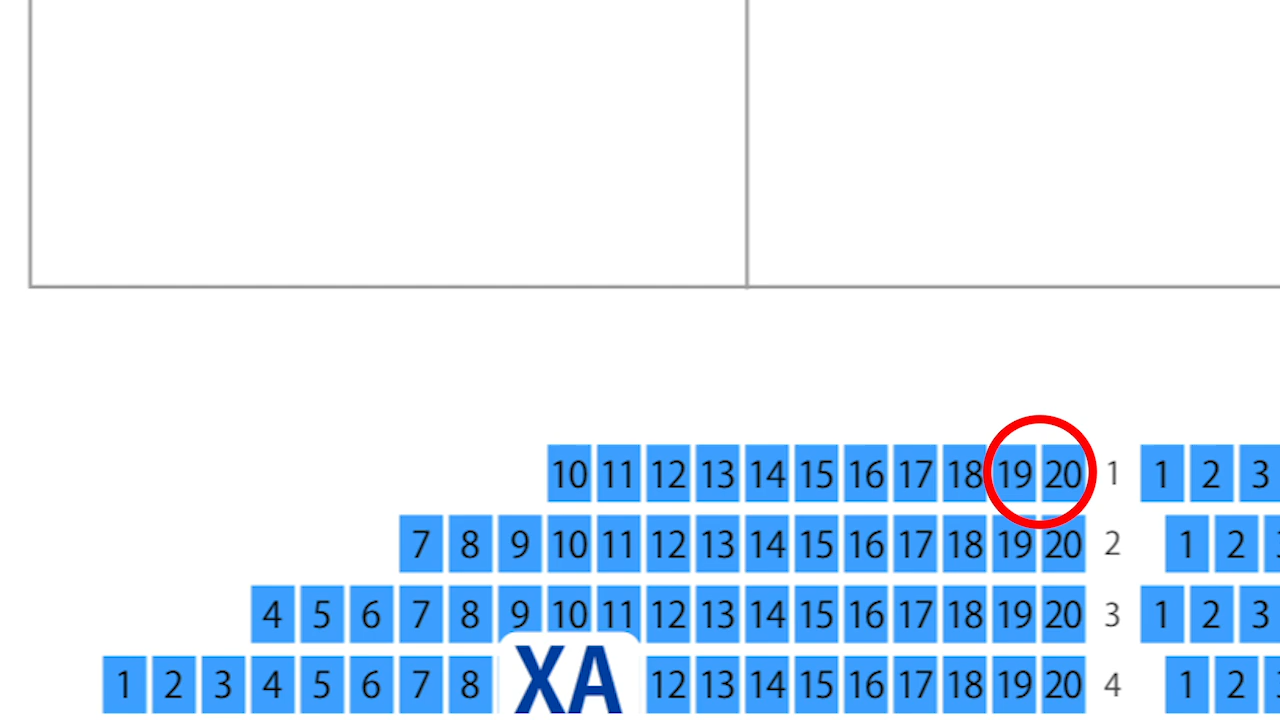 10 11 12 13 14 15 16 17 18 19 20 1 1 2 3
7 8 9 10 11 12 13 14 15 16 17 18 19 20 2 1 2
4 5 6 7 8 9 10 11 12 13 14 15 16 17 18 19 20 3 1 2 3
1 2 3 4 5 6 7 8 XA 12 13 14 15 16 17 18 19 20 4 1 2